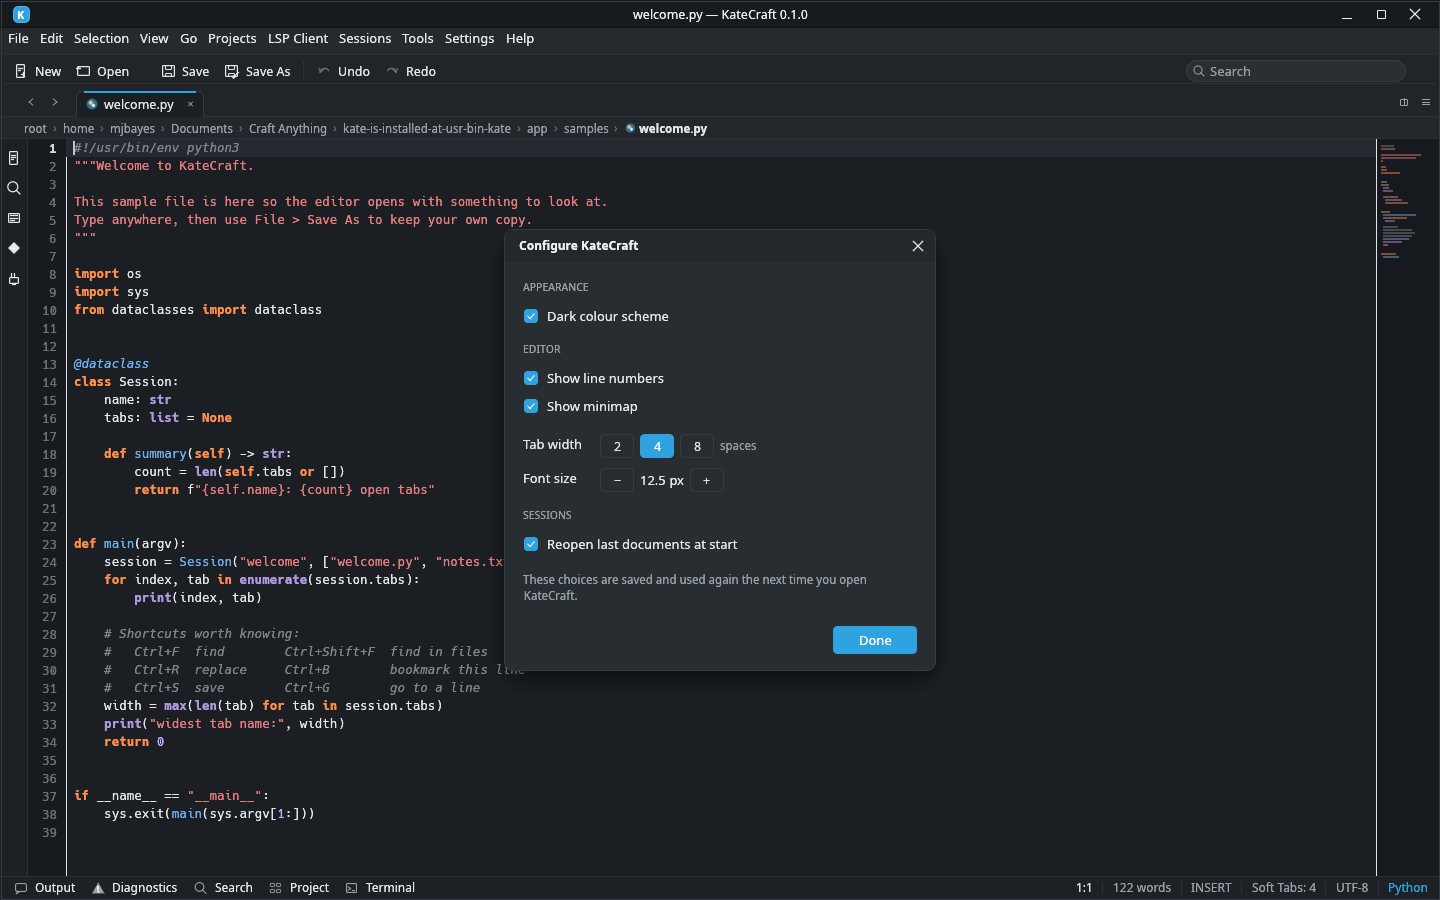 K
welcome.py — KateCraft 0.1.0
File Edit Selection View Go Projects LSP Client Sessions Tools Settings Help
New Open Save Save As Undo Redo Search
welcome.py ×
root › home › mjbayes › Documents › Craft Anything › kate-is-installed-at-usr-bin-kate › app › samples › welcome.py
1 #!/usr/bin/env python3
2 """Welcome to KateCraft.
3
4 This sample file is here so the editor opens with something to look at.
5 Type anywhere, then use File > Save As to keep your own copy.
6 """
7
8 import os
9 import sys
10 from dataclasses import dataclass
11
12
13 @dataclass
14 class Session:
15     name: str
16     tabs: list = None
17
18     def summary(self) -> str:
19         count = len(self.tabs or [])
20         return f"{self.name}: {count} open tabs"
21
22
23 def main(argv):
24     session = Session("welcome", ["welcome.py", "notes.tx
25     for index, tab in enumerate(session.tabs):
26         print(index, tab)
27
28     # Shortcuts worth knowing:
29     #   Ctrl+F  find        Ctrl+Shift+F  find in files
30     #   Ctrl+R  replace     Ctrl+B        bookmark this line
31     #   Ctrl+S  save        Ctrl+G        go to a line
32     width = max(len(tab) for tab in session.tabs)
33     print("widest tab name:", width)
34     return 0
35
36
37 if __name__ == "__main__":
38     sys.exit(main(sys.argv[1:]))
39
Configure KateCraft
APPEARANCE
Dark colour scheme
EDITOR
Show line numbers
Show minimap
Tab width 2 4 8 spaces
Font size − 12.5 px +
SESSIONS
Reopen last documents at start
These choices are saved and used again the next time you open
KateCraft.
Done
Output Diagnostics Search Project Terminal 1:1 122 words INSERT Soft Tabs: 4 UTF-8 Python